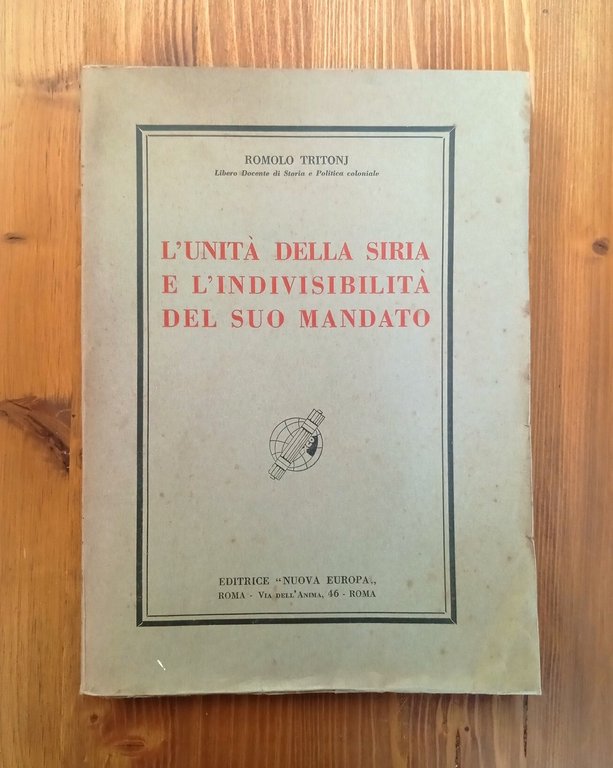 ROMOLO TRITONJ
Libero Docente di Storia e Politica coloniale
L'UNITÀ DELLA SIRIA
E L'INDIVISIBILITÀ
DEL SUO MANDATO
EDITRICE "NUOVA EUROPA,,
ROMA - VIA DELL'ANIMA, 46 - ROMA